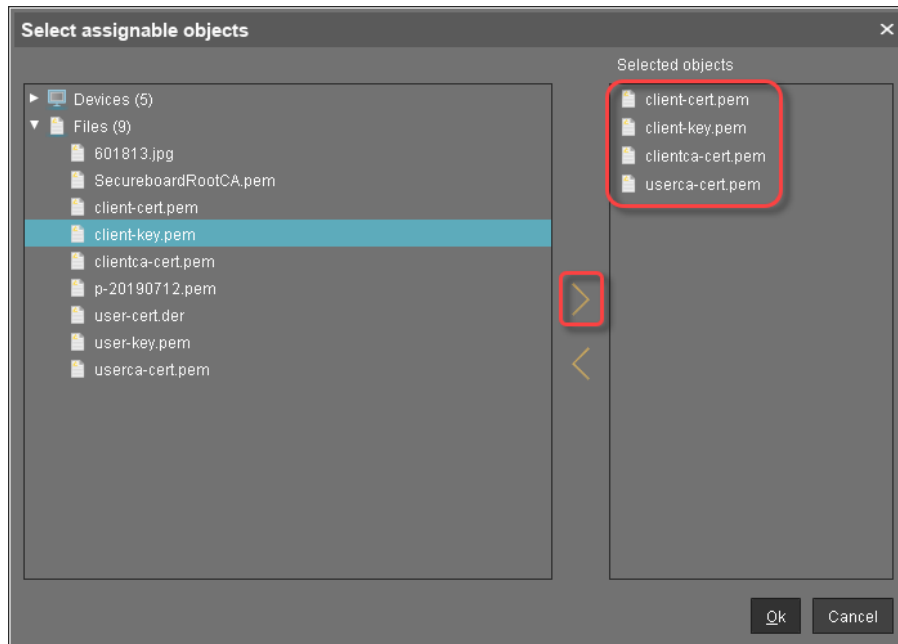 Select assignable objects
Selected objects
Devices (5)
Files (9)
601813.jpg
SecureboardRootCA.pem
client-cert.pem
client-key.pem
clientca-cert.pem
p-20190712.pem
user-cert.der
user-key.pem
userca-cert.pem
client-cert.pem
client-key.pem
clientca-cert.pem
userca-cert.pem
Ok
Cancel